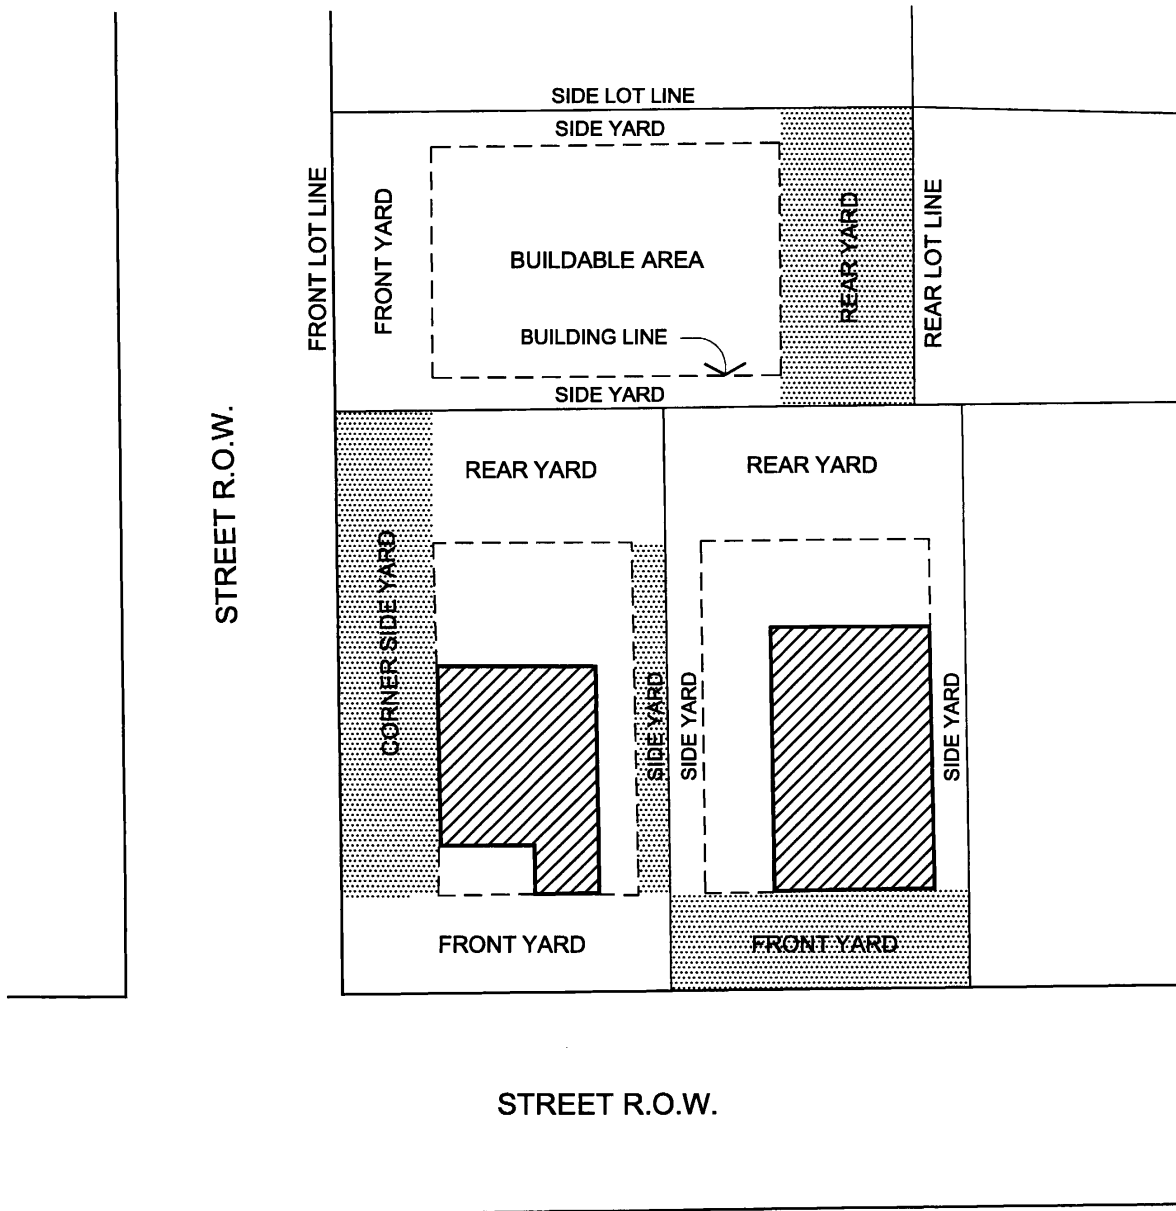 SIDE LOT LINE
SIDE YARD
FRONT LOT LINE
FRONT YARD
BUILDABLE AREA
REAR YARD
REAR LOT LINE
BUILDING LINE
SIDE YARD
STREET R.O.W.
REAR YARD
REAR YARD
CORNER SIDE YARD
SIDE YARD
SIDE YARD
SIDE YARD
FRONT YARD
FRONT YARD
STREET R.O.W.